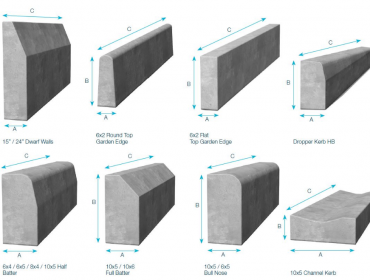 C
B
A
15" / 24" Dwarf Walls
C
B
A
6x2 Round Top
Garden Edge
C
B
A
6x2 Flat
Top Garden Edge
C
B
A
Dropper Kerb HB
C
B
A
6x4 / 6x5 / 8x4 / 10x5 Half
Batter
C
B
A
10x5 / 10x6
Full Batter
C
B
A
10x5 / 6x5
Bull Nose
C
B
A
10x5 Channel Kerb